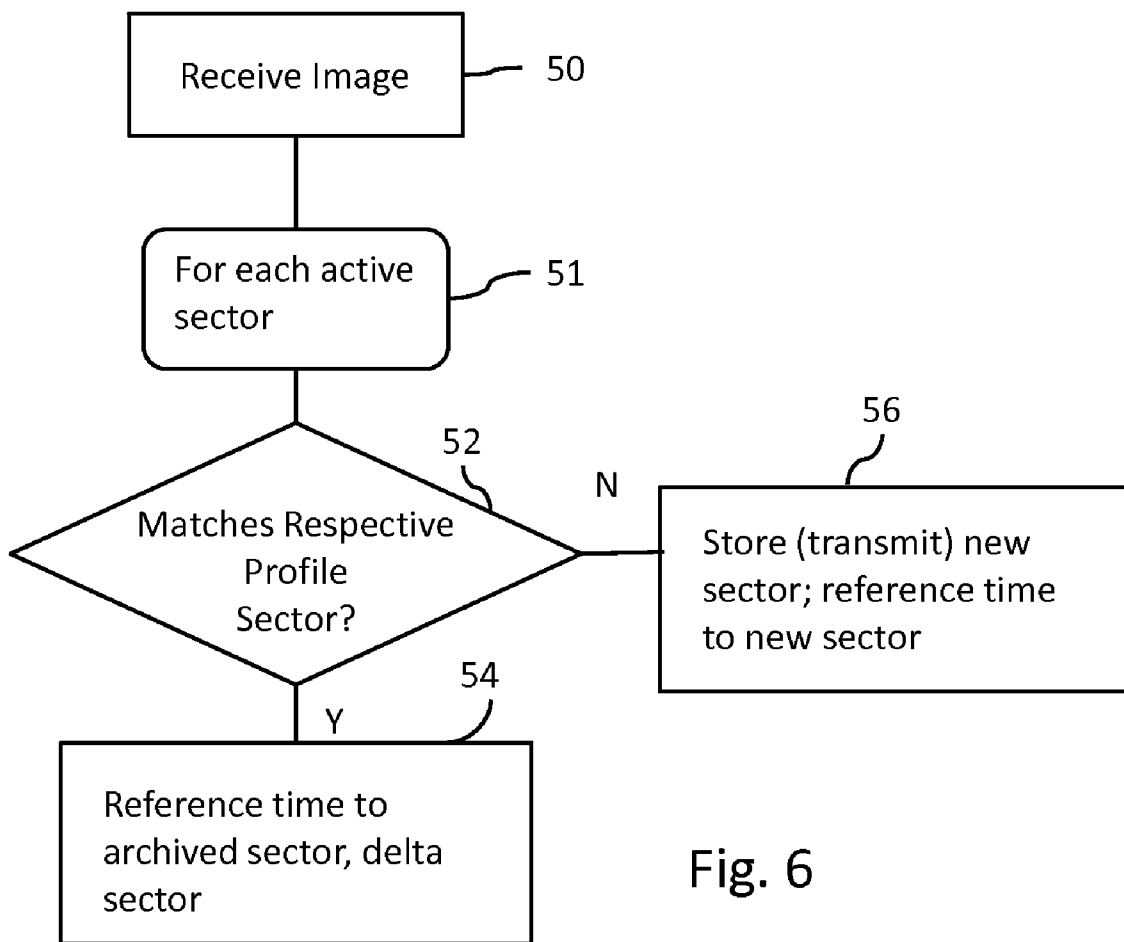 Receive Image
50
For each active
sector
51
52
Matches Respective
Profile
Sector?
N
56
Store (transmit) new
sector; reference time
to new sector
Y
54
Reference time to
archived sector, delta
sector
Fig. 6